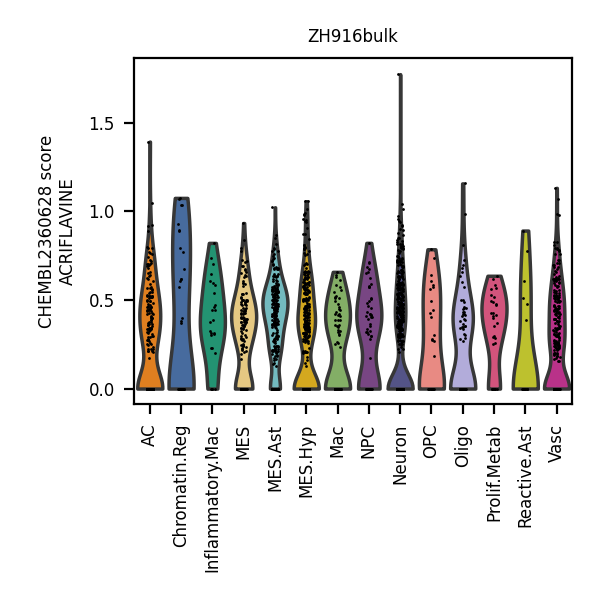 ZH916bulk
CHEMBL2360628 score
ACRIFLAVINE
1.5
1.0
0.5
0.0
AC
Chromatin.Reg
Inflammatory.Mac
MES
MES.Ast
MES.Hyp
Mac
NPC
Neuron
OPC
Oligo
Prolif.Metab
Reactive.Ast
Vasc